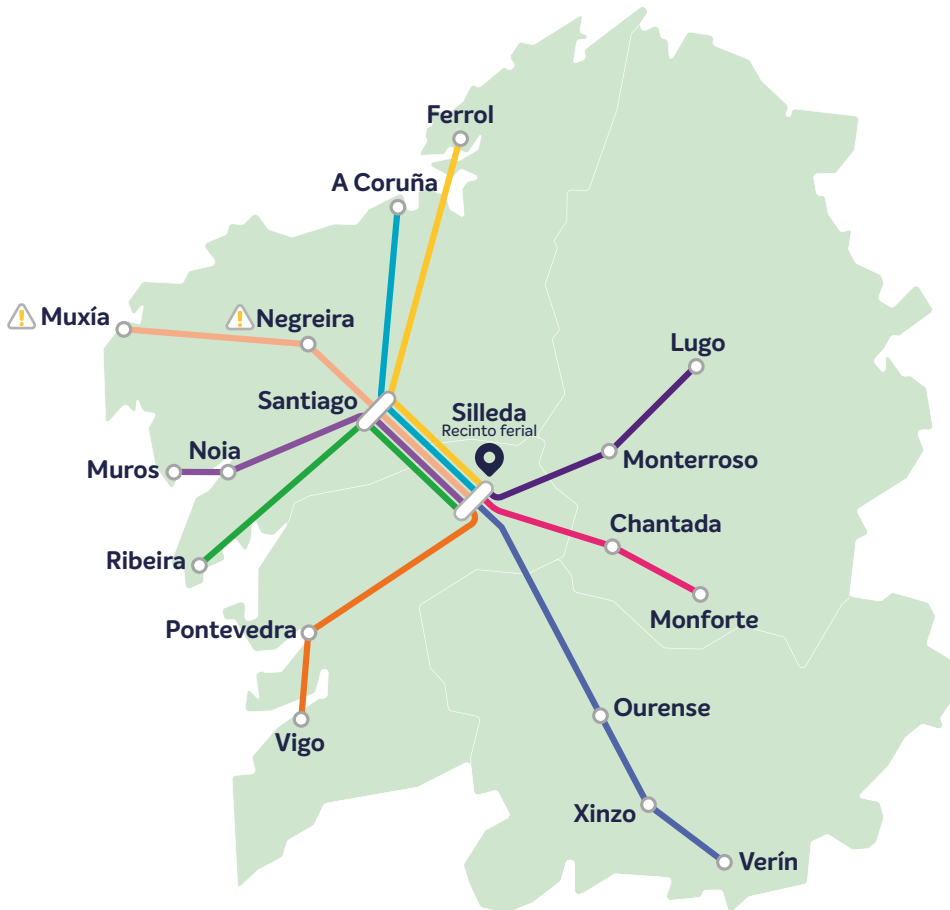 Ferrol
A Coruña
Muxía
Negreira
Lugo
Santiago
Silleda
Recinto ferial
Noia
Muros
Monterroso
Chantada
Ribeira
Monforte
Pontevedra
Ourense
Vigo
Xinzo
Verín